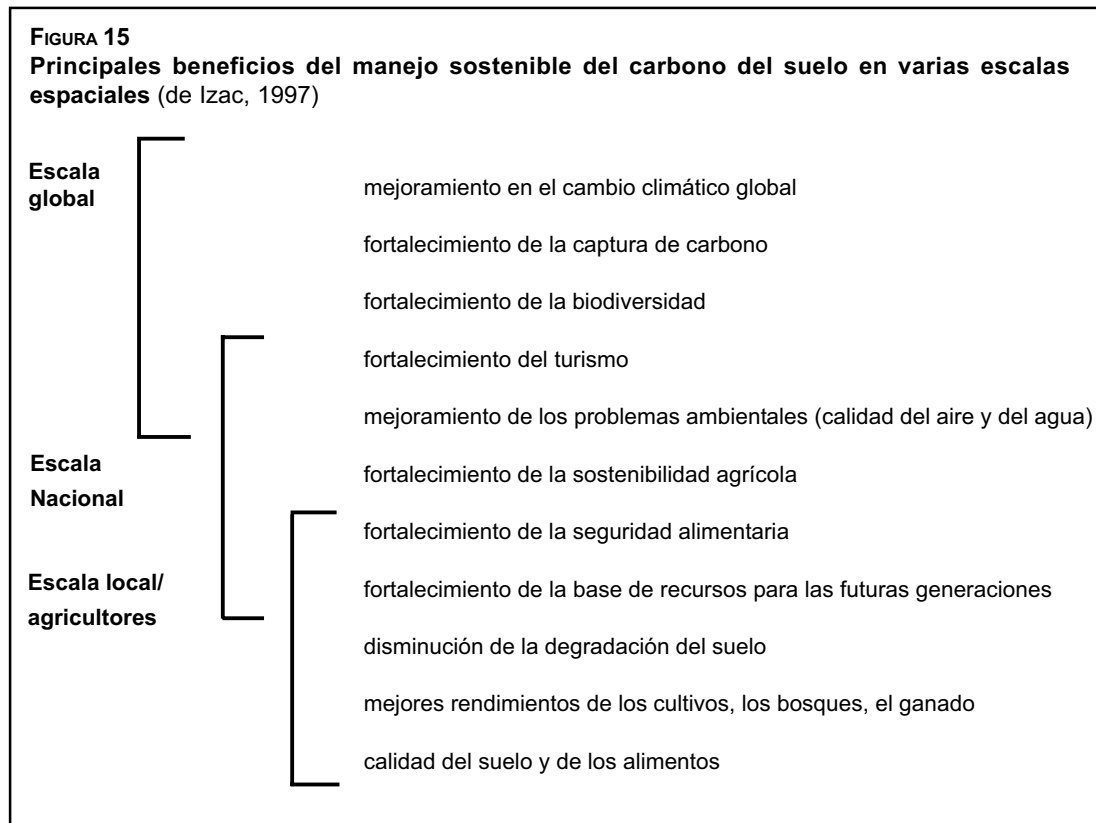 FIGURA 15
Principales beneficios del manejo sostenible del carbono del suelo en varias escalas
espaciales (de Izac, 1997)
Escala
global
mejoramiento en el cambio climático global
fortalecimiento de la captura de carbono
fortalecimiento de la biodiversidad
fortalecimiento del turismo
mejoramiento de los problemas ambientales (calidad del aire y del agua)
Escala
Nacional
fortalecimiento de la sostenibilidad agrícola
fortalecimiento de la seguridad alimentaria
Escala local/
agricultores
fortalecimiento de la base de recursos para las futuras generaciones
disminución de la degradación del suelo
mejores rendimientos de los cultivos, los bosques, el ganado
calidad del suelo y de los alimentos